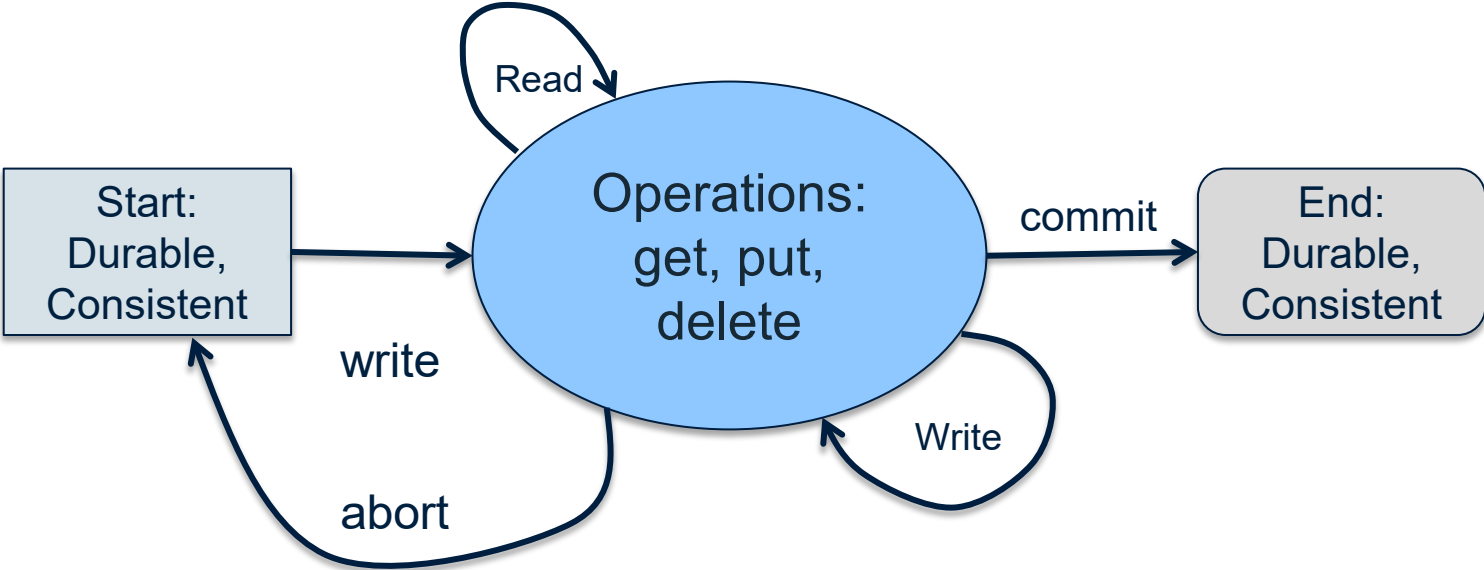 Read
Start:
Durable,
Consistent
Operations:
get, put,
delete
commit
End:
Durable,
Consistent
write
Write
abort